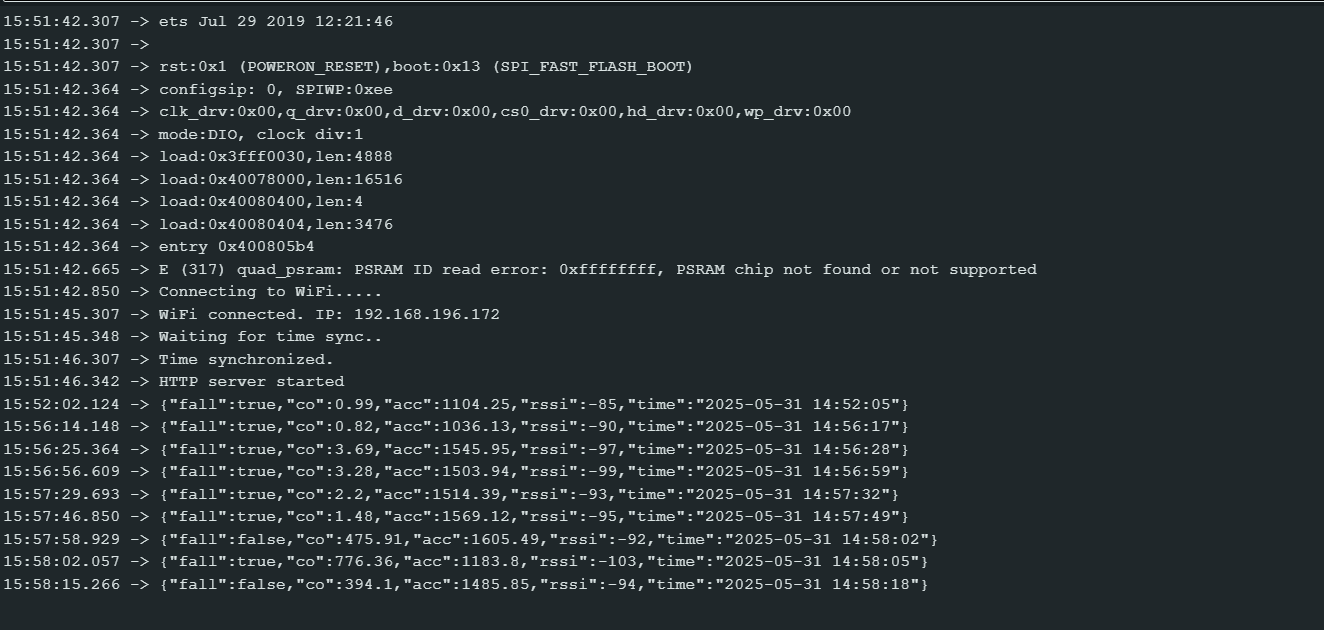 15:51:42.307 -> ets Jul 29 2019 12:21:46
15:51:42.307 ->
15:51:42.307 -> rst:0x1 (POWERON_RESET),boot:0x13 (SPI_FAST_FLASH_BOOT)
15:51:42.364 -> configsip: 0, SPIWP:0xee
15:51:42.364 -> clk_drv:0x00,q_drv:0x00,d_drv:0x00,cs0_drv:0x00,hd_drv:0x00,wp_drv:0x00
15:51:42.364 -> mode:DIO, clock div:1
15:51:42.364 -> load:0x3fff0030,len:4888
15:51:42.364 -> load:0x40078000,len:16516
15:51:42.364 -> load:0x40080400,len:4
15:51:42.364 -> load:0x40080404,len:3476
15:51:42.364 -> entry 0x400805b4
15:51:42.665 -> E (317) quad_psram: PSRAM ID read error: 0xffffffff, PSRAM chip not found or not supported
15:51:42.850 -> Connecting to WiFi.....
15:51:45.307 -> WiFi connected. IP: 192.168.196.172
15:51:45.348 -> Waiting for time sync..
15:51:46.307 -> Time synchronized.
15:51:46.342 -> HTTP server started
15:52:02.124 -> {"fall":true,"co":0.99,"acc":1104.25,"rssi":-85,"time":"2025-05-31 14:52:05"}
15:56:14.148 -> {"fall":true,"co":0.82,"acc":1036.13,"rssi":-90,"time":"2025-05-31 14:56:17"}
15:56:25.364 -> {"fall":true,"co":3.69,"acc":1545.95,"rssi":-97,"time":"2025-05-31 14:56:28"}
15:56:56.609 -> {"fall":true,"co":3.28,"acc":1503.94,"rssi":-99,"time":"2025-05-31 14:56:59"}
15:57:29.693 -> {"fall":true,"co":2.2,"acc":1514.39,"rssi":-93,"time":"2025-05-31 14:57:32"}
15:57:46.850 -> {"fall":true,"co":1.48,"acc":1569.12,"rssi":-95,"time":"2025-05-31 14:57:49"}
15:57:58.929 -> {"fall":false,"co":475.91,"acc":1605.49,"rssi":-92,"time":"2025-05-31 14:58:02"}
15:58:02.057 -> {"fall":true,"co":776.36,"acc":1183.8,"rssi":-103,"time":"2025-05-31 14:58:05"}
15:58:15.266 -> {"fall":false,"co":394.1,"acc":1485.85,"rssi":-94,"time":"2025-05-31 14:58:18"}